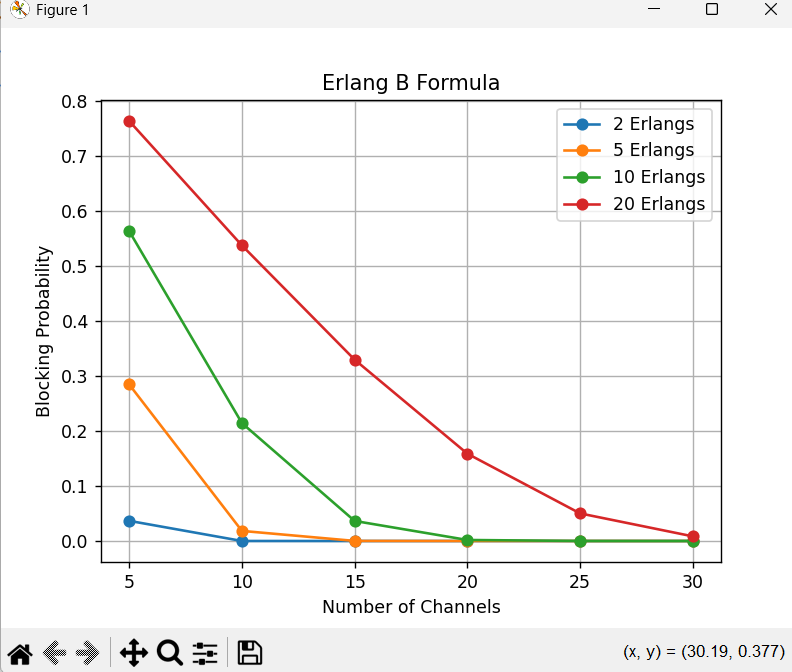 Figure 1
Erlang B Formula
0.8
0.7
0.6
0.5
0.4
0.3
0.2
0.1
0.0
Blocking Probability
2 Erlangs
5 Erlangs
10 Erlangs
20 Erlangs
5 10 15 20 25 30
Number of Channels
(x, y) = (30.19, 0.377)